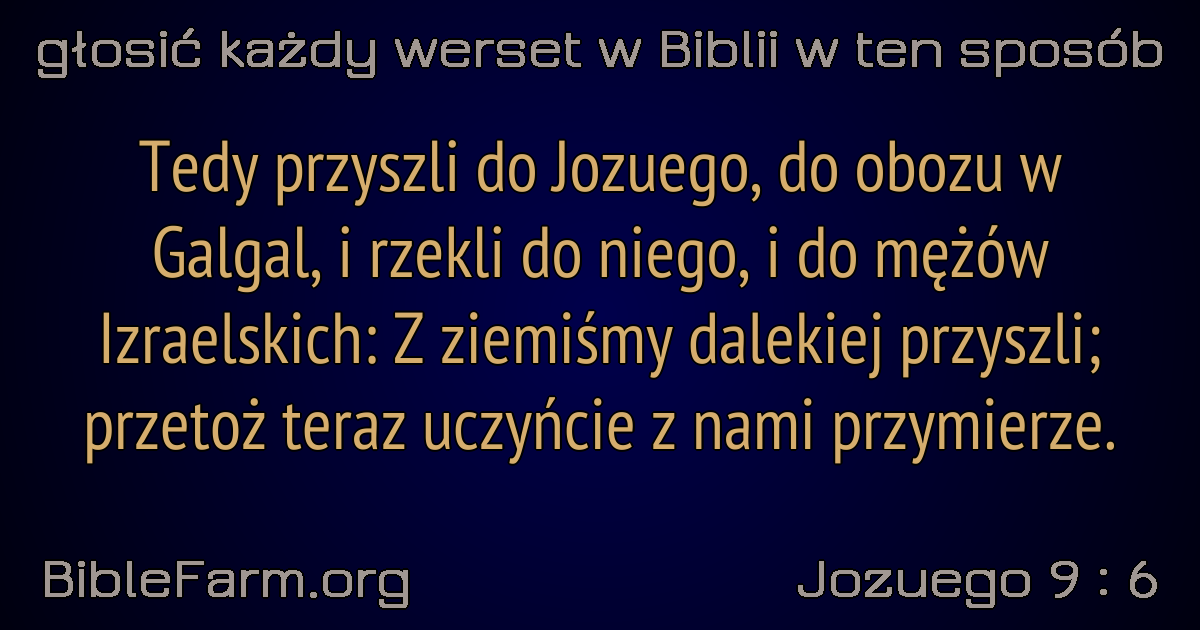 głosić każdy werset w Biblii w ten sposób
Tedy przyszli do Jozuego, do obozu w
Galgal, i rzekli do niego, i do mężów
Izraelskich: Z ziemiśmy dalekiej przyszli;
przetoż teraz uczyńcie z nami przymierze.
BibleFarm.org
Jozuego 9 : 6